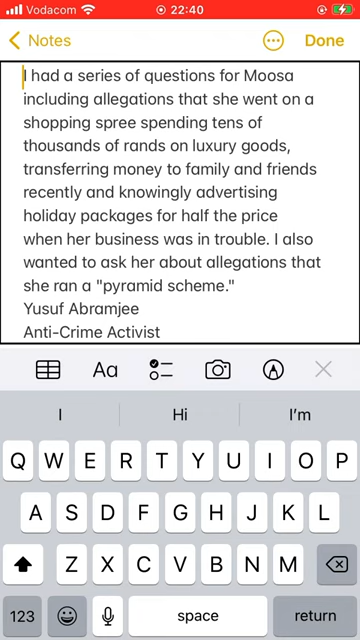 Vodacom
22:40
Notes
Done
I had a series of questions for Moosa
including allegations that she went on a
shopping spree spending tens of
thousands of rands on luxury goods,
transferring money to family and friends
recently and knowingly advertising
holiday packages for half the price
when her business was in trouble. I also
wanted to ask her about allegations that
she ran a "pyramid scheme."
Yusuf Abramjee
Anti-Crime Activist
Aa
I Hi I'm
Q W E R T Y U I O P
A S D F G H J K L
Z X C V B N M
123 space return